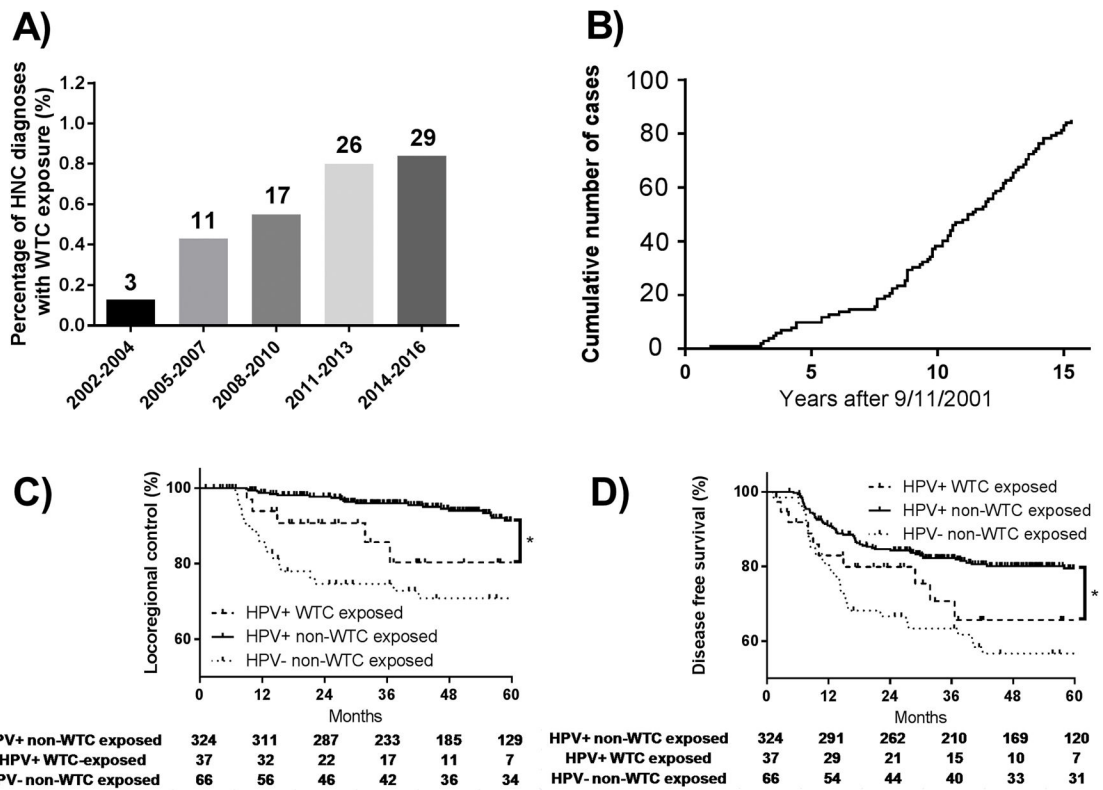 A)
Percentage of HNC diagnoses
with WTC exposure (%)
1.2
1.0
0.8
0.6
0.4
0.2
0.0
3
11
17
26
29
2002-2004
2005-2007
2008-2010
2011-2013
2014-2016
B)
Cumulative number of cases
100
80
60
40
20
0
0 5 10 15
Years after 9/11/2001
C)
Locoregional control (%)
100
80
60
HPV+ WTC exposed
HPV+ non-WTC exposed
HPV- non-WTC exposed
*
0 12 24 36 48 60
Months
PV+ non-WTC exposed 324 311 287 233 185 129
HPV+ WTC-exposed 37 32 22 17 11 7
PV- non-WTC exposed 66 56 46 42 36 34
D)
Disease free survival (%)
100
80
60
HPV+ WTC exposed
HPV+ non-WTC exposed
HPV- non-WTC exposed
*
0 12 24 36 48 60
Months
HPV+ non-WTC exposed 324 291 262 210 169 120
HPV+ WTC exposed 37 29 21 15 10 7
HPV- non-WTC exposed 66 54 44 40 33 31